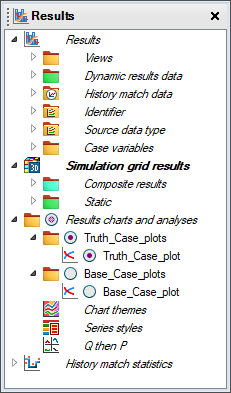 Results
Results
Views
Dynamic results data
History match data
Identifier
Source data type
Case variables
3D Simulation grid results
Composite results
Static
Results charts and analyses
Truth_Case_plots
Truth_Case_plot
Base_Case_plots
Base_Case_plot
Chart themes
Series styles
Q then P
History match statistics